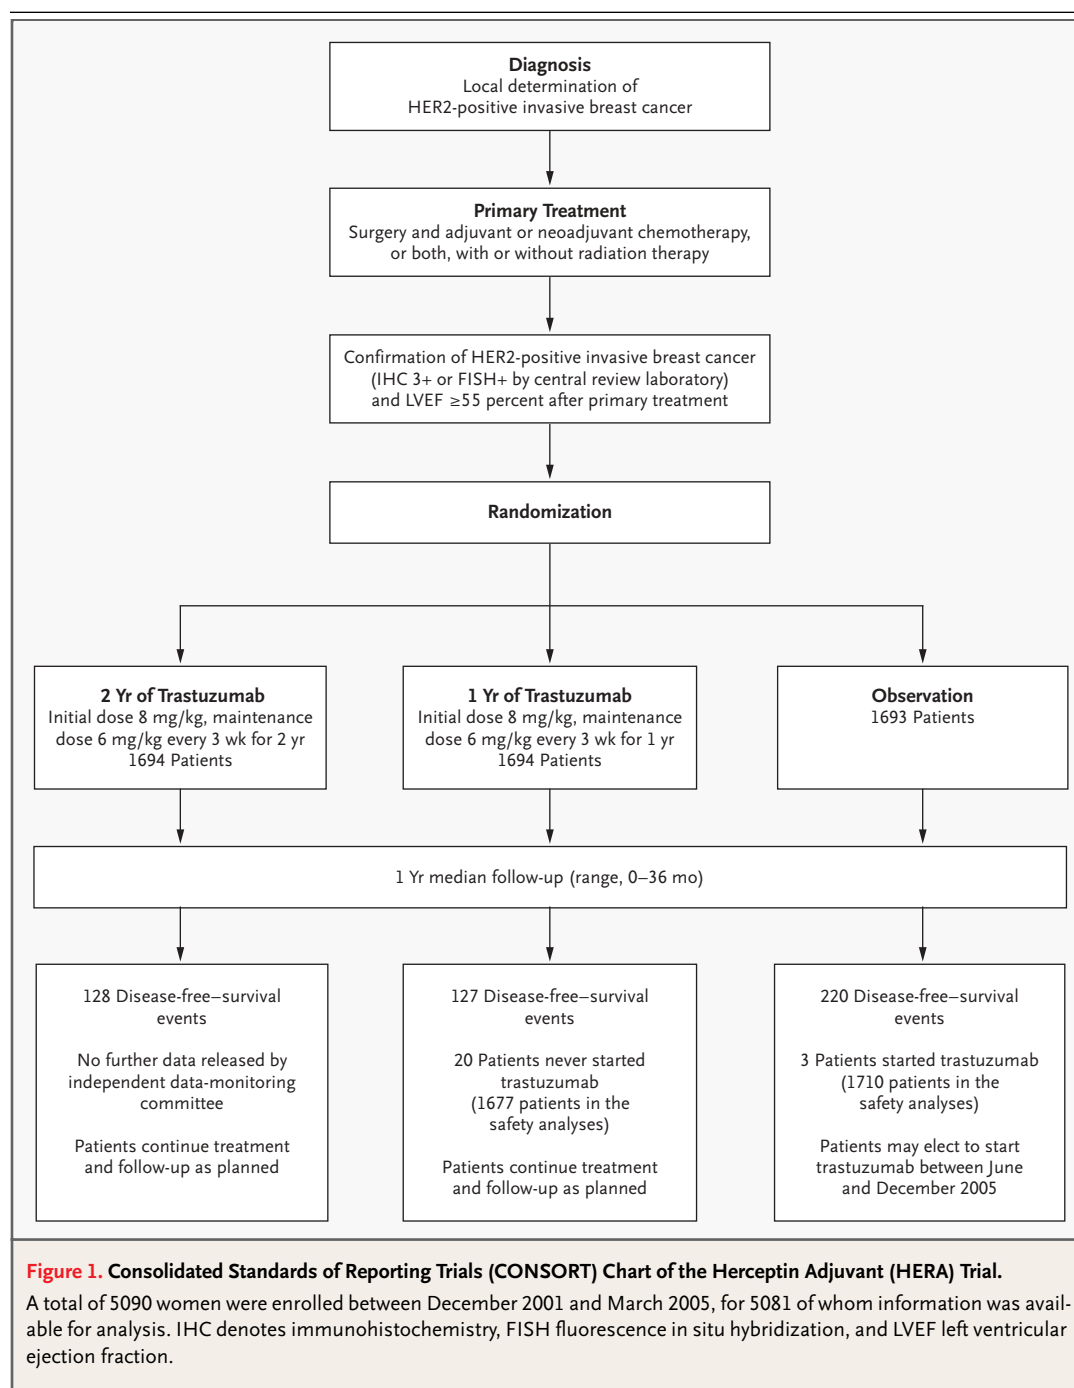 Diagnosis
Local determination of
HER2-positive invasive breast cancer
Primary Treatment
Surgery and adjuvant or neoadjuvant chemotherapy,
or both, with or without radiation therapy
Confirmation of HER2-positive invasive breast cancer
(IHC 3+ or FISH+ by central review laboratory)
and LVEF ≥55 percent after primary treatment
Randomization
2 Yr of Trastuzumab
Initial dose 8 mg/kg, maintenance
dose 6 mg/kg every 3 wk for 2 yr
1694 Patients
1 Yr of Trastuzumab
Initial dose 8 mg/kg, maintenance
dose 6 mg/kg every 3 wk for 1 yr
1694 Patients
Observation
1693 Patients
1 Yr median follow-up (range, 0–36 mo)
128 Disease-free–survival
events
No further data released by
independent data-monitoring
committee
Patients continue treatment
and follow-up as planned
127 Disease-free–survival
events
20 Patients never started
trastuzumab
(1677 patients in the
safety analyses)
Patients continue treatment
and follow-up as planned
220 Disease-free–survival
events
3 Patients started trastuzumab
(1710 patients in the
safety analyses)
Patients may elect to start
trastuzumab between June
and December 2005
Figure 1. Consolidated Standards of Reporting Trials (CONSORT) Chart of the Herceptin Adjuvant (HERA) Trial.
A total of 5090 women were enrolled between December 2001 and March 2005, for 5081 of whom information was avail-
able for analysis. IHC denotes immunohistochemistry, FISH fluorescence in situ hybridization, and LVEF left ventricular
ejection fraction.